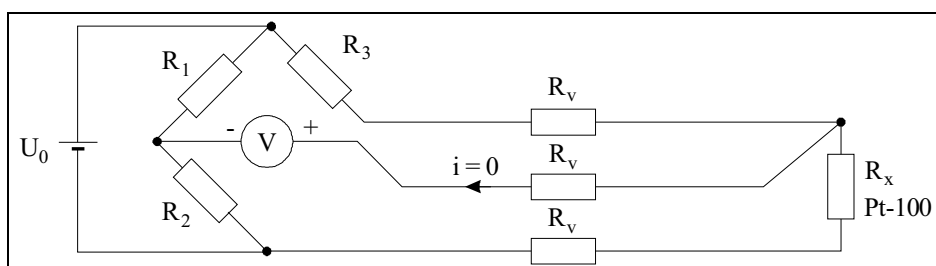 R₃
R₁
Rᵥ
- V +
U₀
i = 0
Rᵥ
Rₓ
Pt-100
R₂
Rᵥ